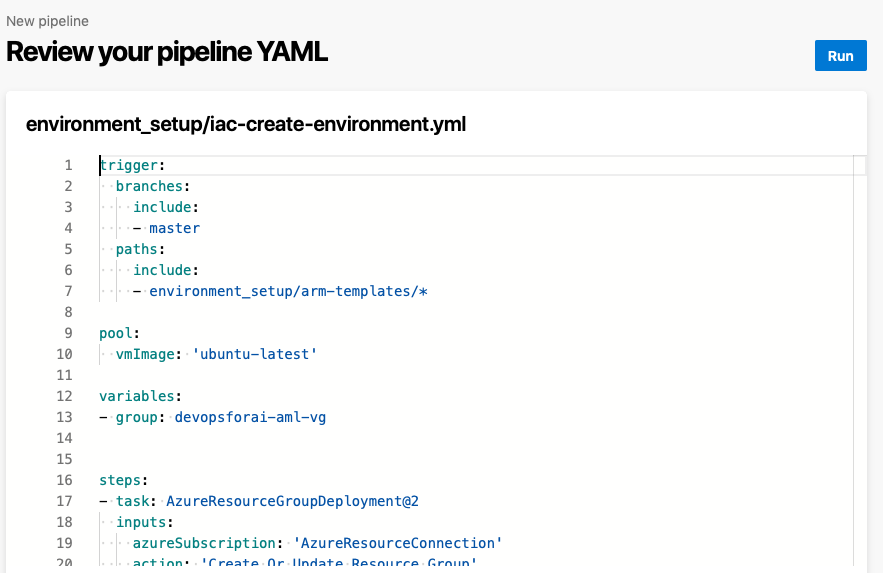 New pipeline
Review your pipeline YAML
Run
environment_setup/iac-create-environment.yml
1 trigger:
2 branches:
3 include:
4 - master
5 paths:
6 include:
7 - environment_setup/arm-templates/*
8
9 pool:
10 vmImage: 'ubuntu-latest'
11
12 variables:
13 - group: devopsforai-aml-vg
14
15
16 steps:
17 - task: AzureResourceGroupDeployment@2
18 inputs:
19 azureSubscription: 'AzureResourceConnection'
20 action: 'Create Or Update Resource Group'